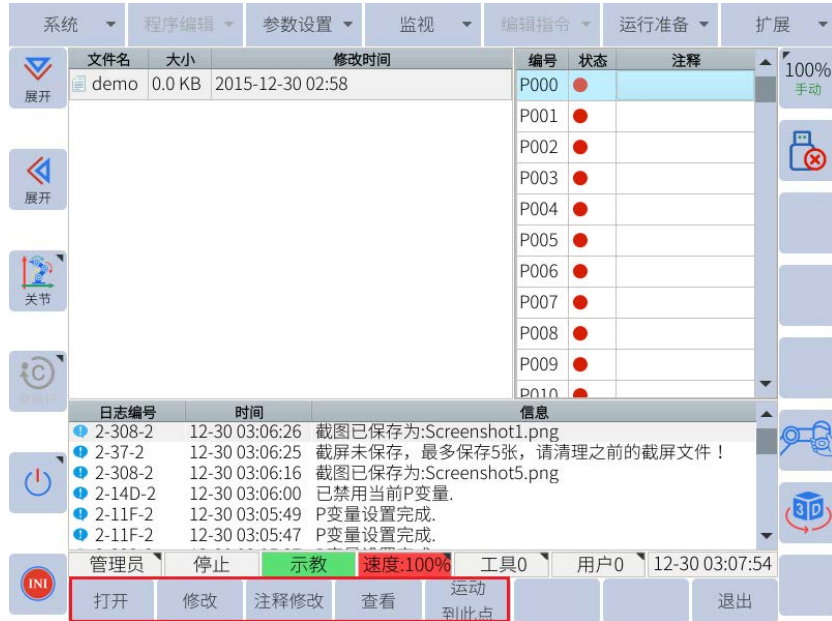 系统 程序编辑 参数设置 监视 编辑指令 运行准备 扩展
展开
展开
关节
文件名 大小 修改时间
demo 0.0 KB 2015-12-30 02:58
编号 状态 注释
P000
P001
P002
P003
P004
P005
P006
P007
P008
P009
P010
100%
手动
日志编号 时间 信息
2-308-2 12-30 03:06:26 截图已保存为:Screenshot1.png
2-37-2 12-30 03:06:25 截屏未保存，最多保存5张，请清理之前的截屏文件！
2-308-2 12-30 03:06:16 截图已保存为:Screenshot5.png
2-14D-2 12-30 03:06:00 已禁用当前P变量.
2-11F-2 12-30 03:05:49 P变量设置完成.
2-11F-2 12-30 03:05:47 P变量设置完成.
管理员 停止 示教 速度:100% 工具0 用户0 12-30 03:07:54
C
3D
INI
打开 修改 注释修改 查看 运动 退出
到此点